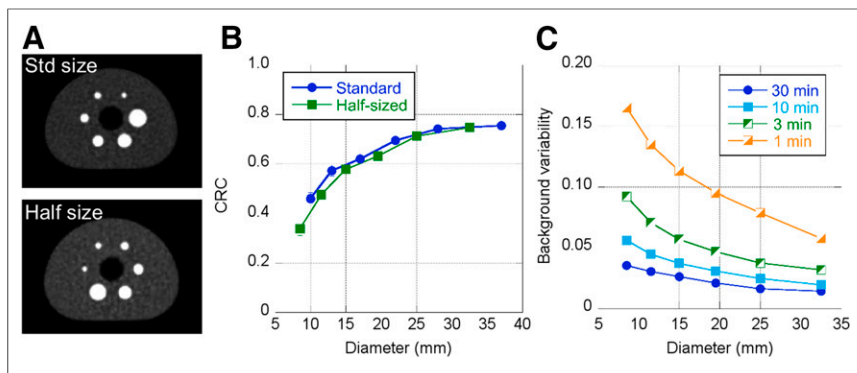 A
Std size
Half size
B
1.0
0.8
0.6
0.4
0.2
0
CRC
Standard
Half-sized
5 10 15 20 25 30 35 40
Diameter (mm)
C
0.20
0.15
0.10
0.05
0
Background variability
30 min
10 min
3 min
1 min
5 10 15 20 25 30 35
Diameter (mm)